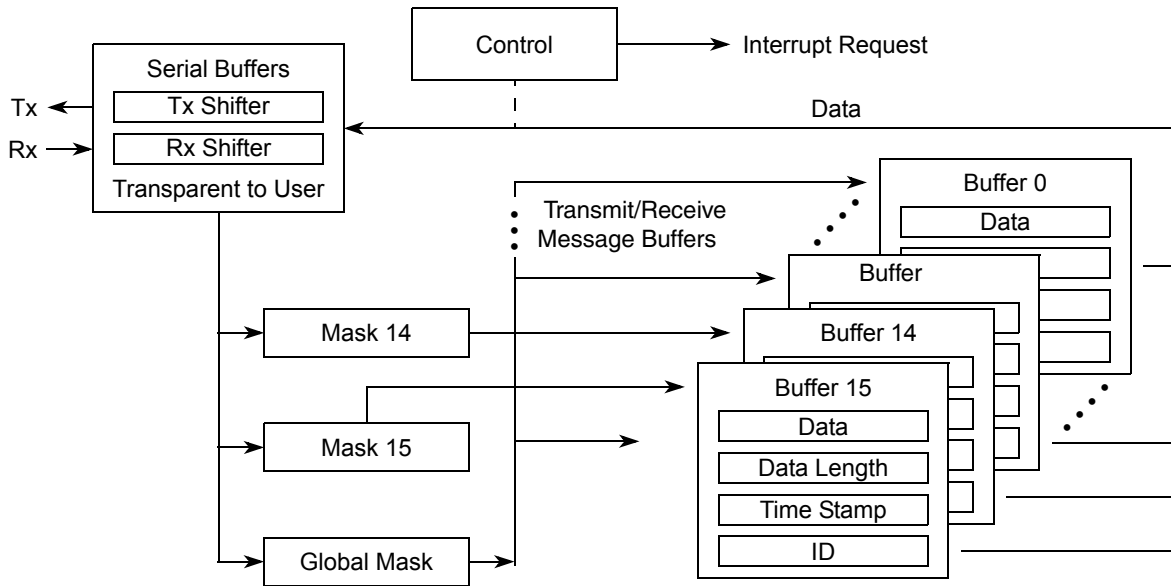 Control
Interrupt Request
Serial Buffers
Tx Shifter
Rx Shifter
Transparent to User
Tx
Rx
Data
Transmit/Receive
Message Buffers
Buffer 0
Data
Buffer
Buffer 14
Buffer 15
Data
Data Length
Time Stamp
ID
Mask 14
Mask 15
Global Mask